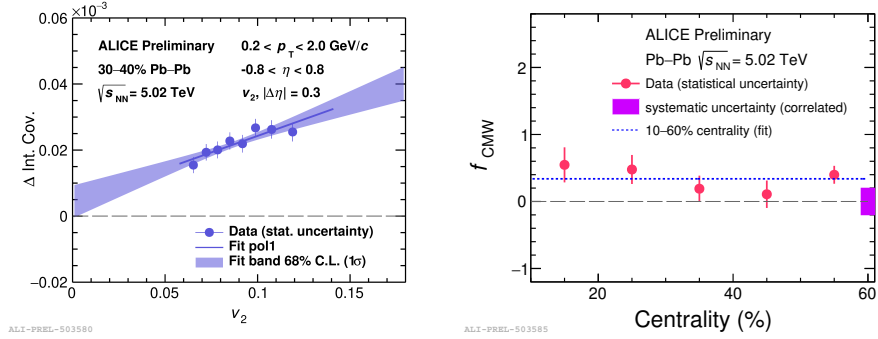 ×10⁻³
0.06
0.04
0.02
0
−0.02
Δ Int. Cov.
ALICE Preliminary
30–40% Pb–Pb
√sNN = 5.02 TeV
0.2 < pT < 2.0 GeV/c
-0.8 < η < 0.8
v2, |Δη| = 0.3
Data (stat. uncertainty)
Fit pol1
Fit band 68% C.L. (1σ)
0 0.05 0.1 0.15
v2
ALI-PREL-503580
2
1
0
−1
fCMW
ALICE Preliminary
Pb–Pb √sNN = 5.02 TeV
Data (statistical uncertainty)
systematic uncertainty (correlated)
10–60% centrality (fit)
20 40 60
Centrality (%)
ALI-PREL-503585